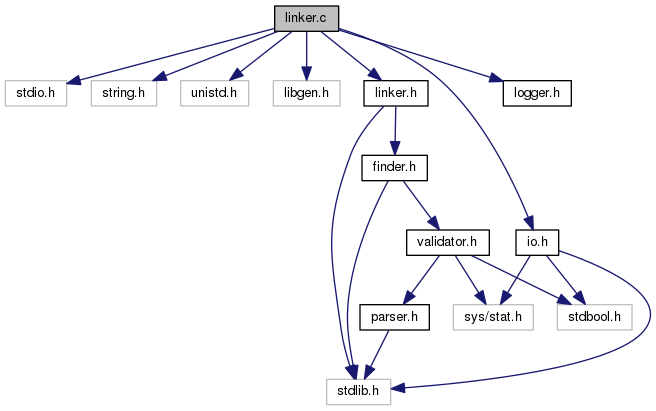 linker.c
stdio.h
string.h
unistd.h
libgen.h
linker.h
logger.h
finder.h
validator.h
io.h
parser.h
sys/stat.h
stdbool.h
stdlib.h